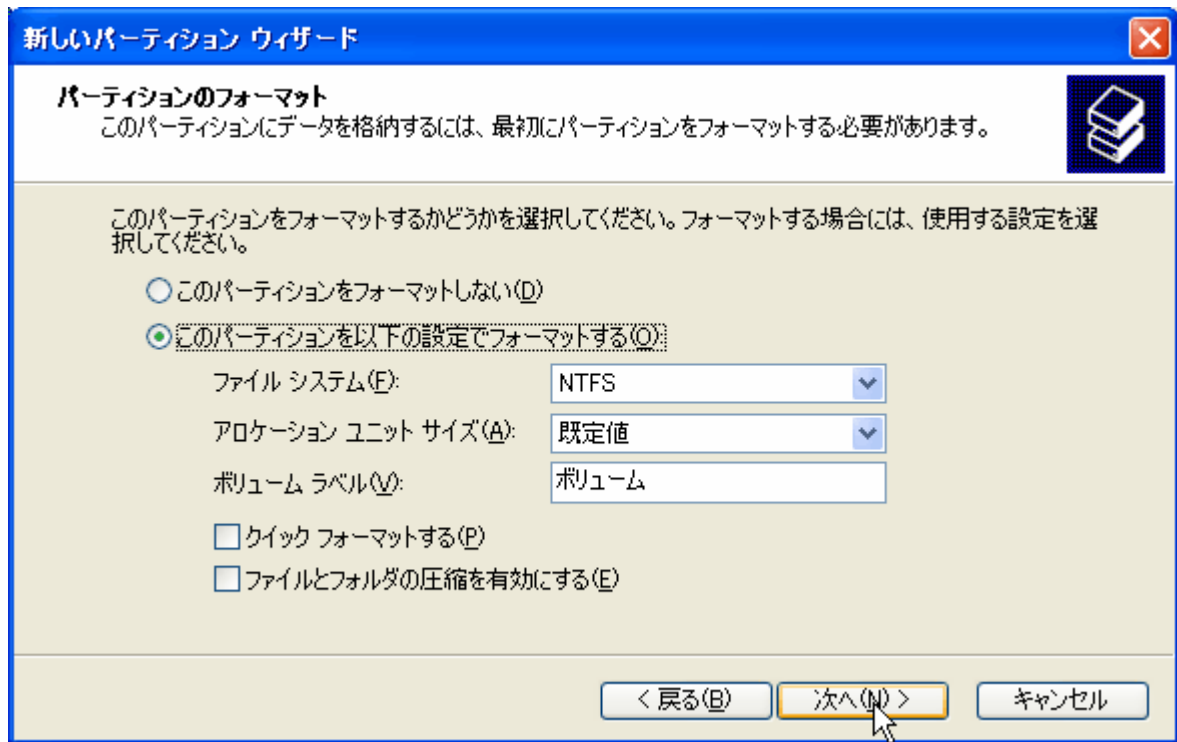 新しいパーティション ウィザード
パーティションのフォーマット
このパーティションにデータを格納するには、最初にパーティションをフォーマットする必要があります。
このパーティションをフォーマットするかどうかを選択してください。フォーマットする場合には、使用する設定を選
択してください。
このパーティションをフォーマットしない(D)
このパーティションを以下の設定でフォーマットする(O):
ファイル システム(F): NTFS
アロケーション ユニット サイズ(A): 既定値
ボリューム ラベル(V): ボリューム
クイック フォーマットする(P)
ファイルとフォルダの圧縮を有効にする(E)
< 戻る(B) 次へ(N) > キャンセル